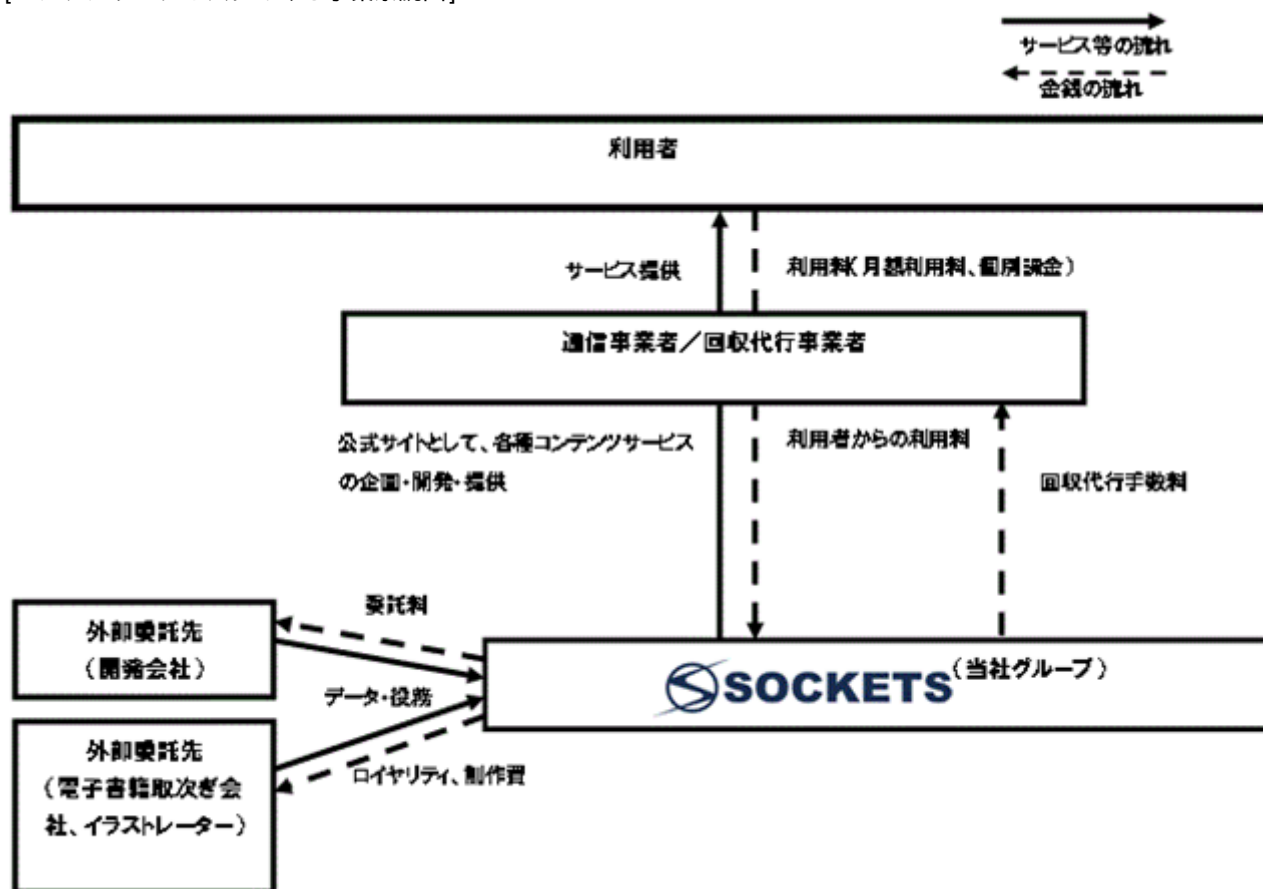 サービス等の流れ
金銭の流れ
利用者
サービス提供
利用料(月額利用料、個別課金)
通信事業者/回収代行事業者
公式サイトとして、各種コンテンツサービス
の企画・開発・提供
利用者からの利用料
回収代行手数料
委託料
外部委託先
(開発会社)
データ・役務
SOCKETS(当社グループ)
外部委託先
(電子書籍取次ぎ会
社、イラストレーター)
ロイヤリティ、制作費